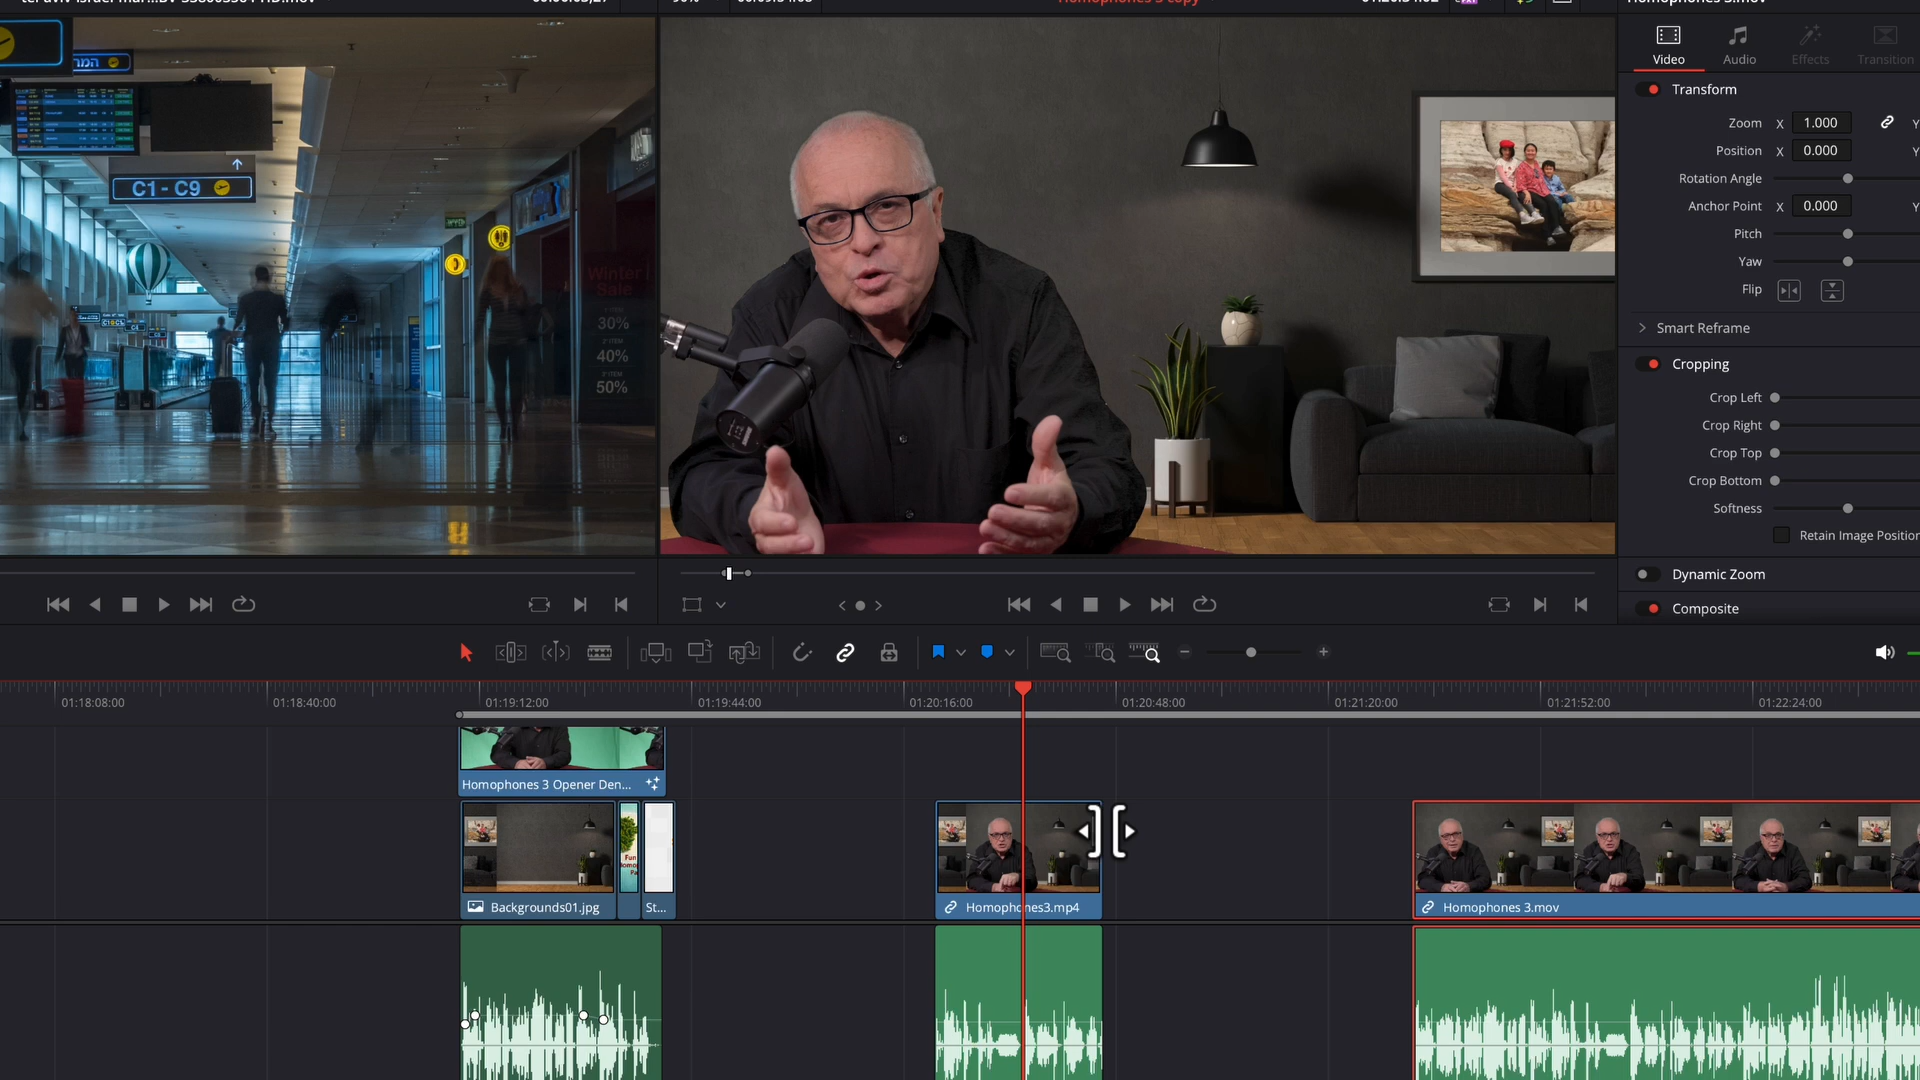 C1 - C9
Winter
Sale
30%
40%
50%
Video
Audio
Effects
Transition
Transform
Zoom X 1.000 Y
Position X 0.000
Rotation Angle
Anchor Point X 0.000 Y
Pitch
Yaw
Flip
Smart Reframe
Cropping
Crop Left
Crop Right
Crop Top
Crop Bottom
Softness
Retain Image Position
Dynamic Zoom
Composite
01:18:08:00
01:18:40:00
01:19:12:00
01:19:44:00
01:20:16:00
01:20:48:00
01:21:20:00
01:21:52:00
01:22:24:00
Homophones 3 Opener Den...
Backgrounds01.jpg
St...
Homophones3.mp4
Homophones 3.mov